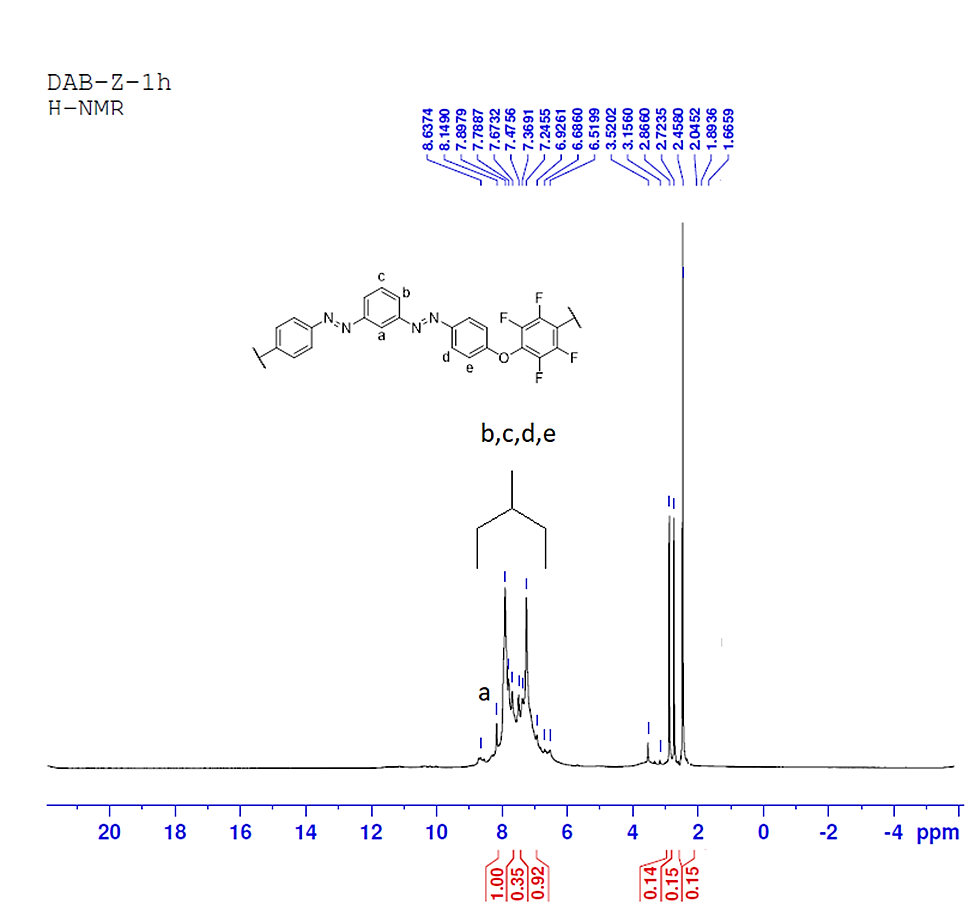 DAB-Z-1h
H-NMR
8.6374
8.1490
7.8979
7.7887
7.6732
7.4756
7.3691
7.2455
6.9261
6.6860
6.5199
3.5202
3.1560
2.8660
2.7235
2.4580
2.0452
1.8936
1.6659
c
b
N
N
a
N
N
d
e
O
F
F
F
F
b,c,d,e
a
20 18 16 14 12 10 8 6 4 2 0 -2 -4 ppm
1.00
0.35
0.92
0.14
0.15
0.15